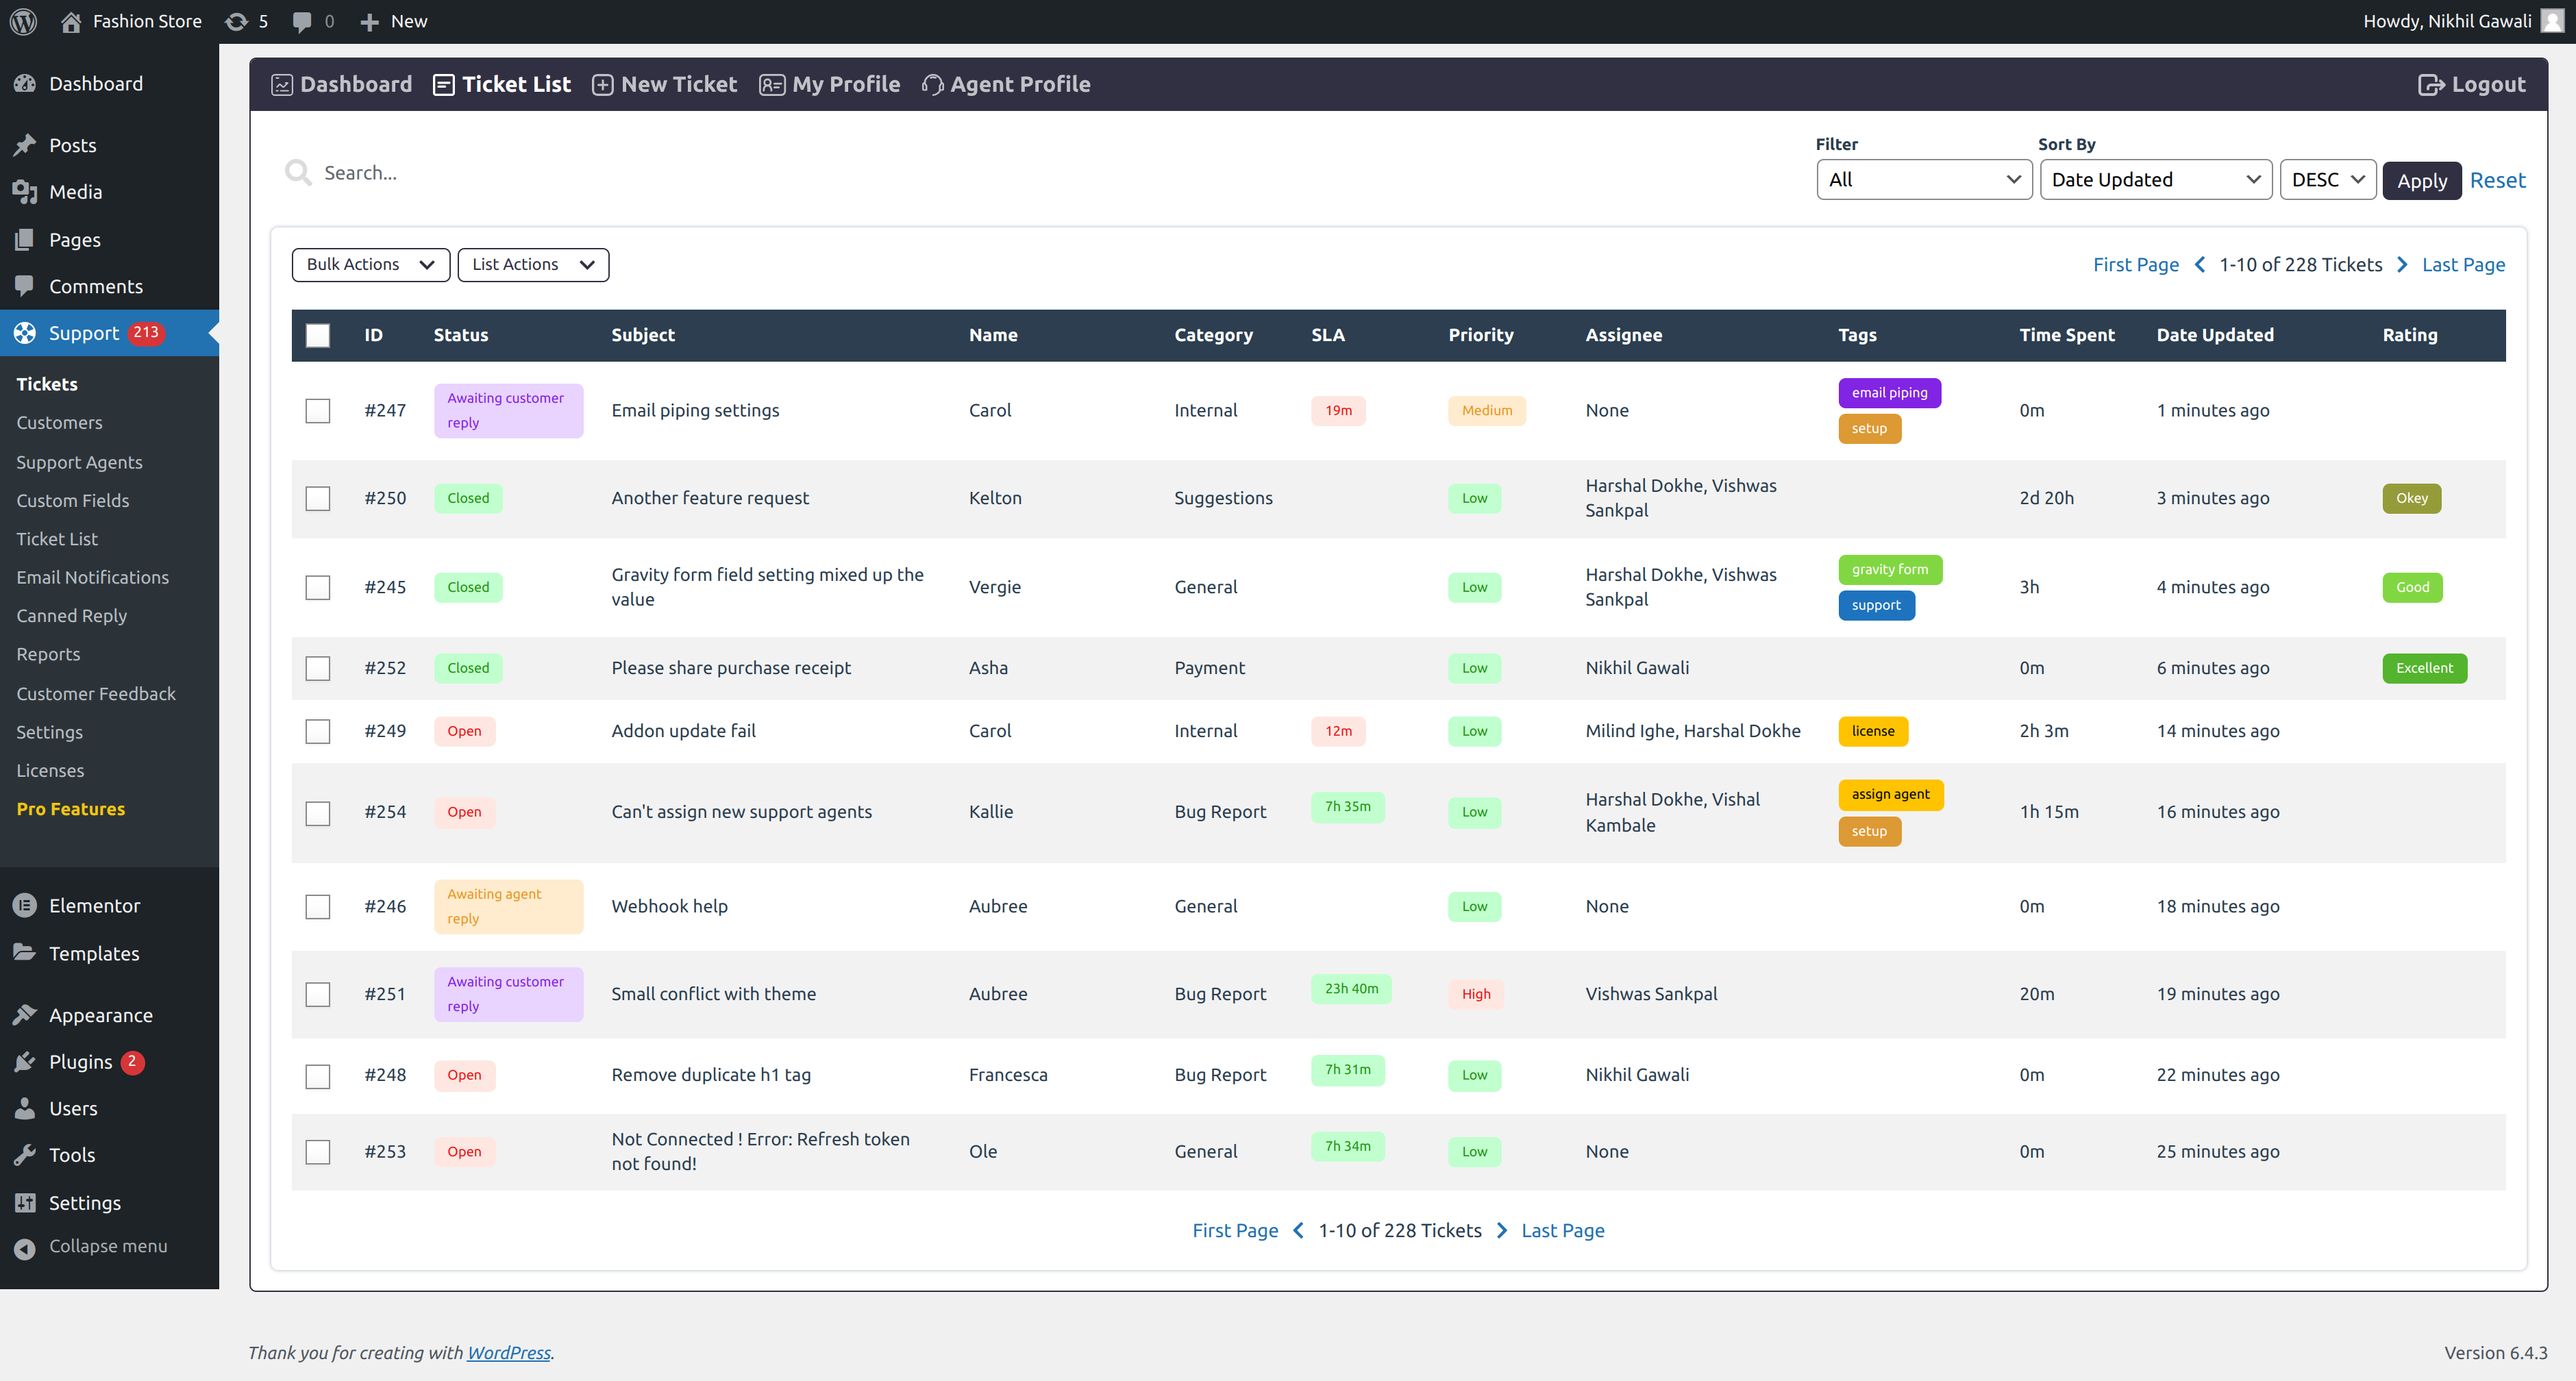 Fashion Store 5 0 New Howdy, Nikhil Gawali
Dashboard
Posts
Media
Pages
Comments
Support 213
Tickets
Customers
Support Agents
Custom Fields
Ticket List
Email Notifications
Canned Reply
Reports
Customer Feedback
Settings
Licenses
Pro Features
Elementor
Templates
Appearance
Plugins 2
Users
Tools
Settings
Collapse menu
Dashboard Ticket List New Ticket My Profile Agent Profile Logout
Filter Sort By
Search... All Date Updated DESC Apply Reset
Bulk Actions List Actions First Page 1-10 of 228 Tickets Last Page
ID Status Subject Name Category SLA Priority Assignee Tags Time Spent Date Updated Rating
#247 Awaiting customer reply Email piping settings Carol Internal 19m Medium None email piping setup 0m 1 minutes ago
#250 Closed Another feature request Kelton Suggestions Low Harshal Dokhe, Vishwas Sankpal 2d 20h 3 minutes ago Okey
#245 Closed Gravity form field setting mixed up the value Vergie General Low Harshal Dokhe, Vishwas Sankpal gravity form support 3h 4 minutes ago Good
#252 Closed Please share purchase receipt Asha Payment Low Nikhil Gawali 0m 6 minutes ago Excellent
#249 Open Addon update fail Carol Internal 12m Low Milind Ighe, Harshal Dokhe license 2h 3m 14 minutes ago
#254 Open Can't assign new support agents Kallie Bug Report 7h 35m Low Harshal Dokhe, Vishal Kambale assign agent setup 1h 15m 16 minutes ago
#246 Awaiting agent reply Webhook help Aubree General Low None 0m 18 minutes ago
#251 Awaiting customer reply Small conflict with theme Aubree Bug Report 23h 40m High Vishwas Sankpal 20m 19 minutes ago
#248 Open Remove duplicate h1 tag Francesca Bug Report 7h 31m Low Nikhil Gawali 0m 22 minutes ago
#253 Open Not Connected ! Error: Refresh token not found! Ole General 7h 34m Low None 0m 25 minutes ago
First Page 1-10 of 228 Tickets Last Page
Thank you for creating with WordPress. Version 6.4.3